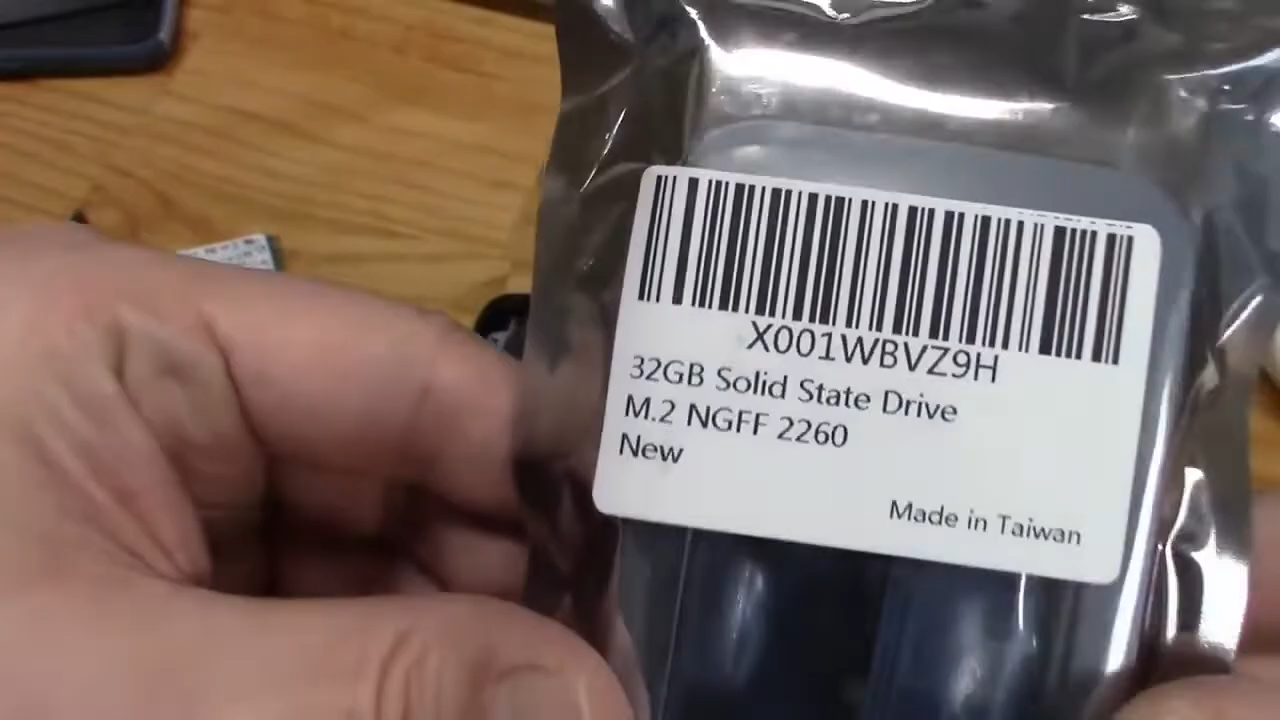 X001WBVZ9H
32GB Solid State Drive
M.2 NGFF 2260
New
Made in Taiwan